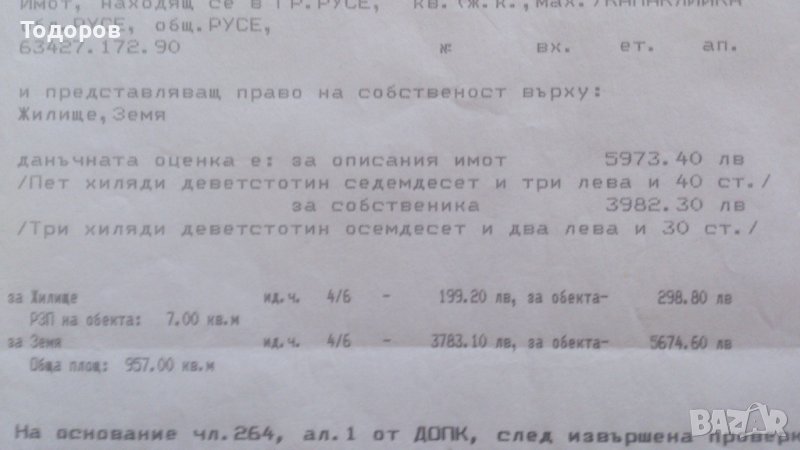 Тодоров
имот, находящ се в ГР.РУСЕ, кв.(ж.к.,мах./КАПАКЛИЙКА
РУСЕ, общ.РУСЕ,
63427.172.90 № вх. ет. ап.
и представляващ право на собственост върху:
Жилище,Земя
данъчната оценка е: за описания имот 5973.40 лв
/Пет хиляди деветстотин седемдесет и три лева и 40 ст./
за собственика 3982.30 лв
/Три хиляди деветстотин осемдесет и два лева и 30 ст./
за Жилище ид.ч. 4/6 - 199.20 лв, за обекта- 298.80 лв
РЗП на обекта: 7.00 кв.м
за Земя ид.ч. 4/6 - 3783.10 лв, за обекта- 5674.60 лв
Обща площ: 957.00 кв.м
На основание чл.264, ал.1 от ДОПК, след извършена проверк
BAZAR